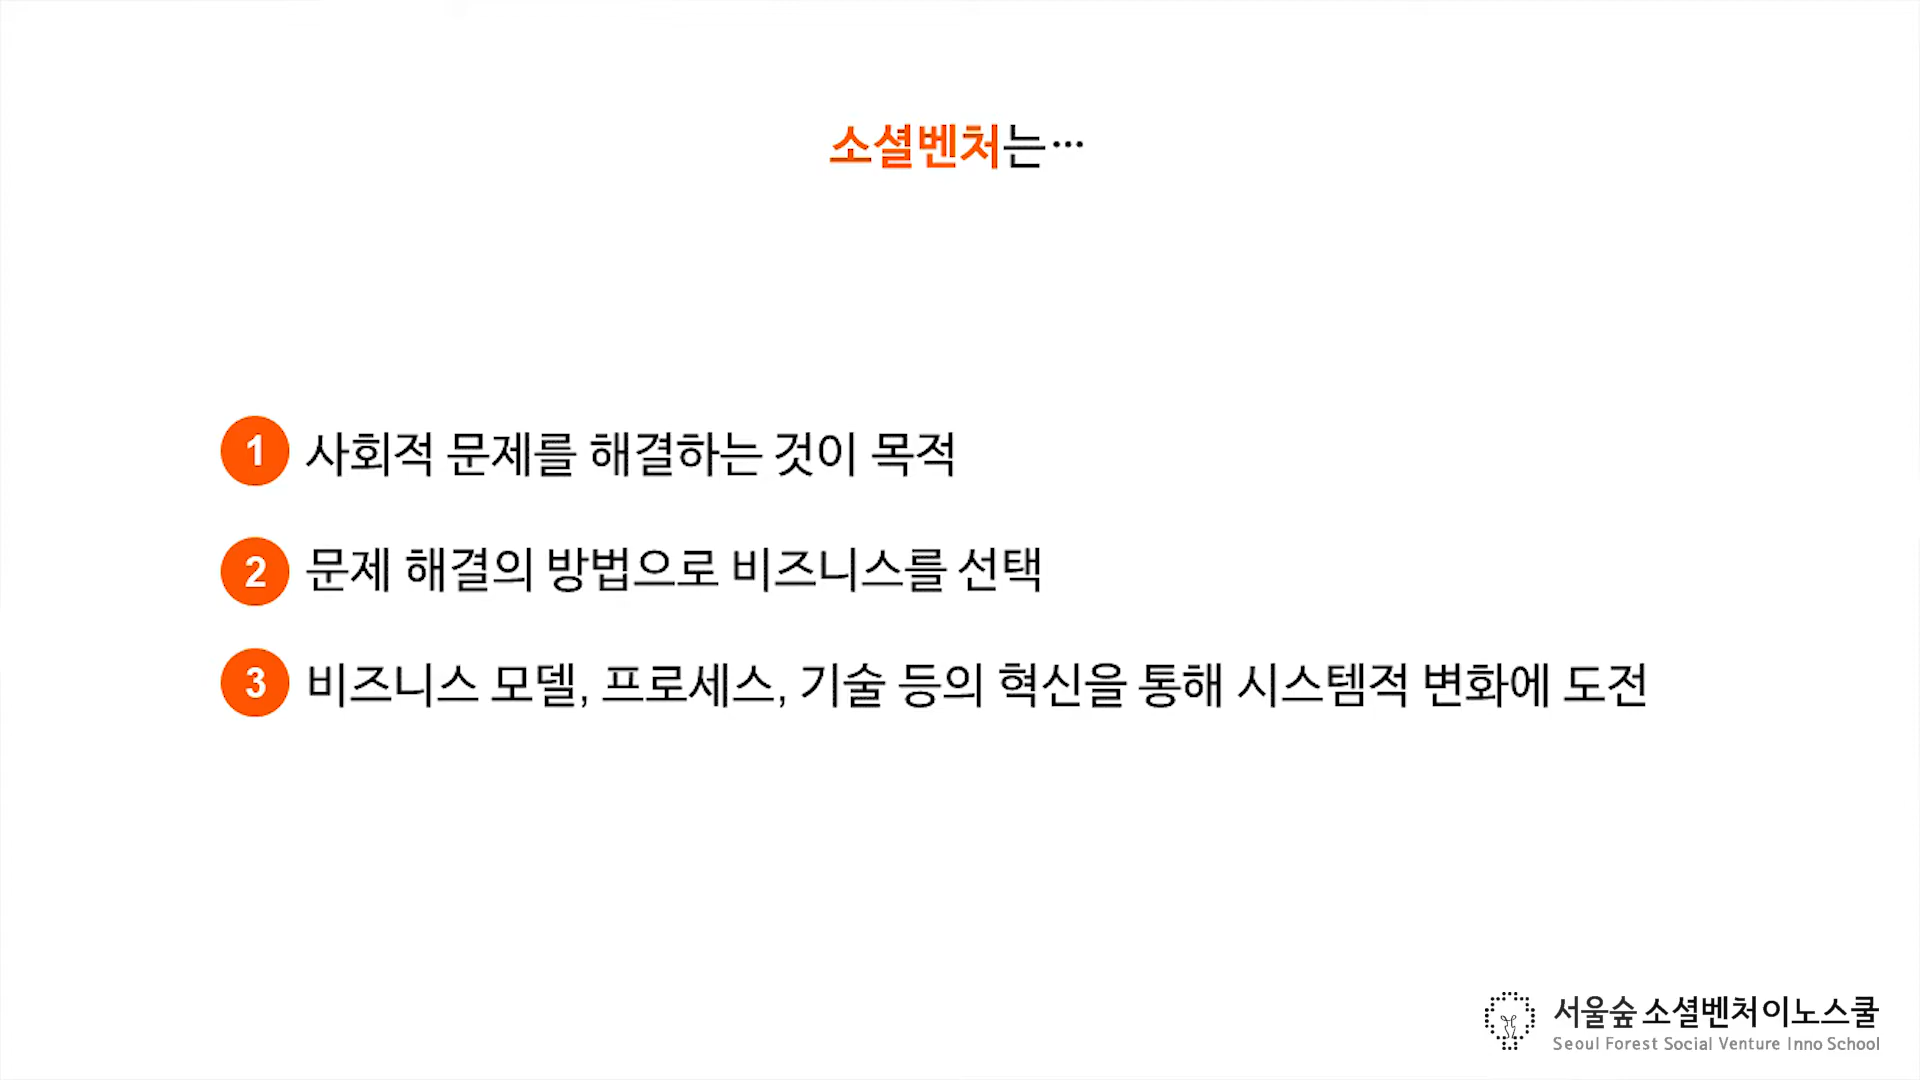 소셜벤처는…
1 사회적 문제를 해결하는 것이 목적
2 문제 해결의 방법으로 비즈니스를 선택
3 비즈니스 모델, 프로세스, 기술 등의 혁신을 통해 시스템적 변화에 도전
서울숲 소셜벤처이노스쿨
Seoul Forest Social Venture Inno School